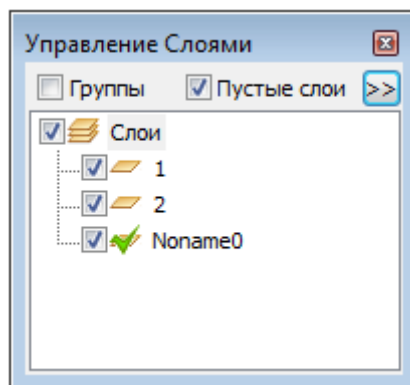 Управление Слоями
Группы Пустые слои >>
Слои
1
2
Noname0